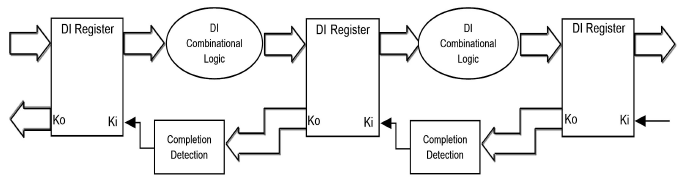 DI Register
DI
Combinational
Logic
DI Register
DI
Combinational
Logic
DI Register
Ko
Ki
Completion
Detection
Ko
Ki
Completion
Detection
Ko
Ki